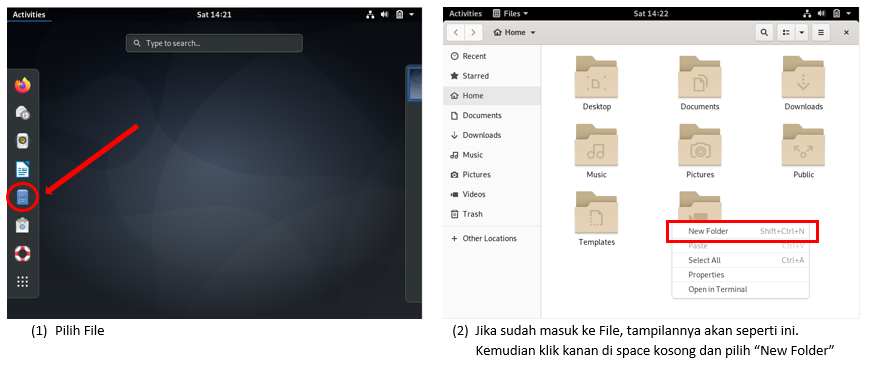 Activities
Sat 14:21
Type to search...
(1) Pilih File
Activities Files
Sat 14:22
Home
Recent
Starred
Home
Documents
Downloads
Music
Pictures
Videos
Trash
Other Locations
Desktop Documents Downloads
Music Pictures Public
Templates
New Folder Shift+Ctrl+N
Paste Ctrl+V
Select All Ctrl+A
Properties
Open in Terminal
(2) Jika sudah masuk ke File, tampilannya akan seperti ini.
Kemudian klik kanan di space kosong dan pilih “New Folder”